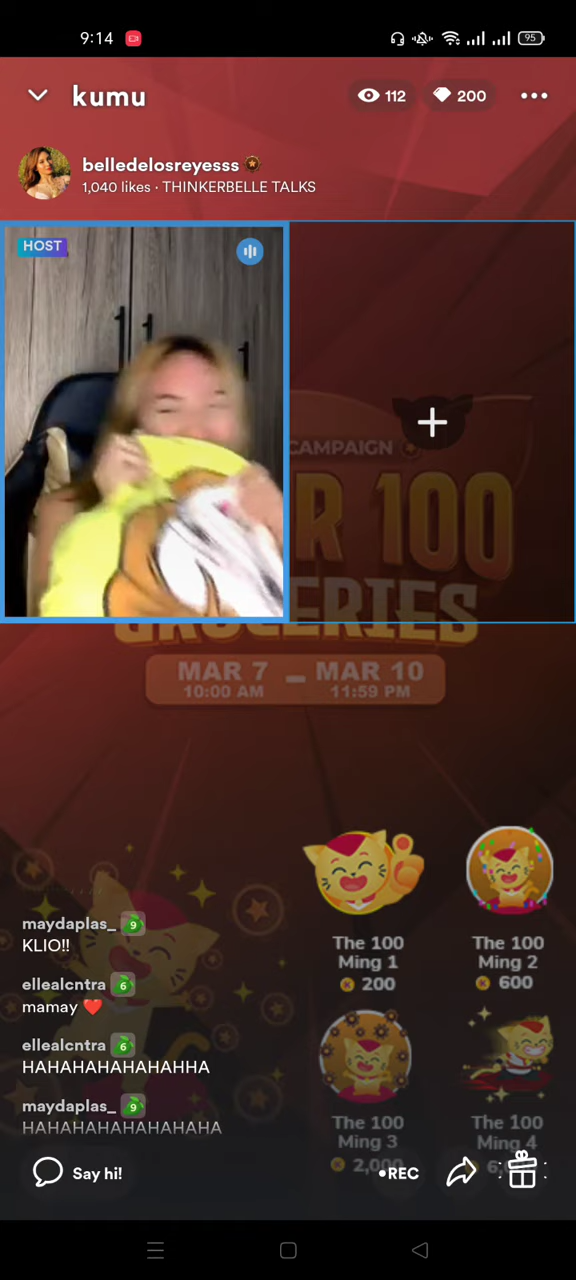 9:14
95
kumu
112
200
belledelosreyesss
1,040 likes · THINKERBELLE TALKS
HOST
CAMPAIGN
R 100
GROCERIES
MAR 7 – MAR 10
10:00 AM 11:59 PM
maydaplas_ 9
KLIO!!
ellealcntra 6
mamay ❤️
ellealcntra 6
HAHAHAHAHAHAHHA
maydaplas_ 9
HAHAHAHAHAHAHAHA
The 100
Ming 1
200
The 100
Ming 2
600
The 100
Ming 3
2,000
The 100
Ming 4
Say hi!
•REC